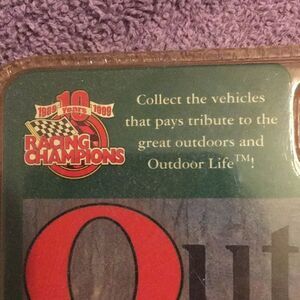 1989 10 YEARS 1999
RACING
CHAMPIONS
Collect the vehicles
that pays tribute to the
great outdoors and
Outdoor Life™!
Out